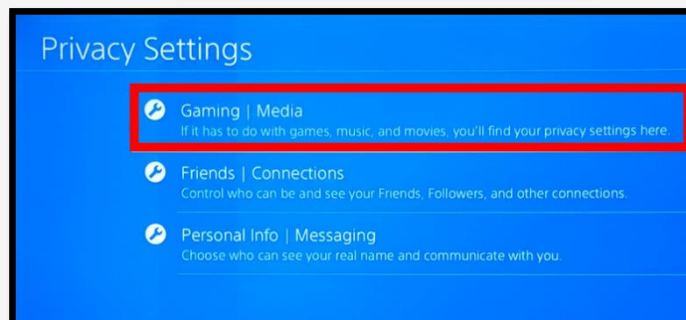 Privacy Settings
Gaming | Media
If it has to do with games, music, and movies, you'll find your privacy settings here.
Friends | Connections
Control who can be and see your Friends, Followers, and other connections.
Personal Info | Messaging
Choose who can see your real name and communicate with you.